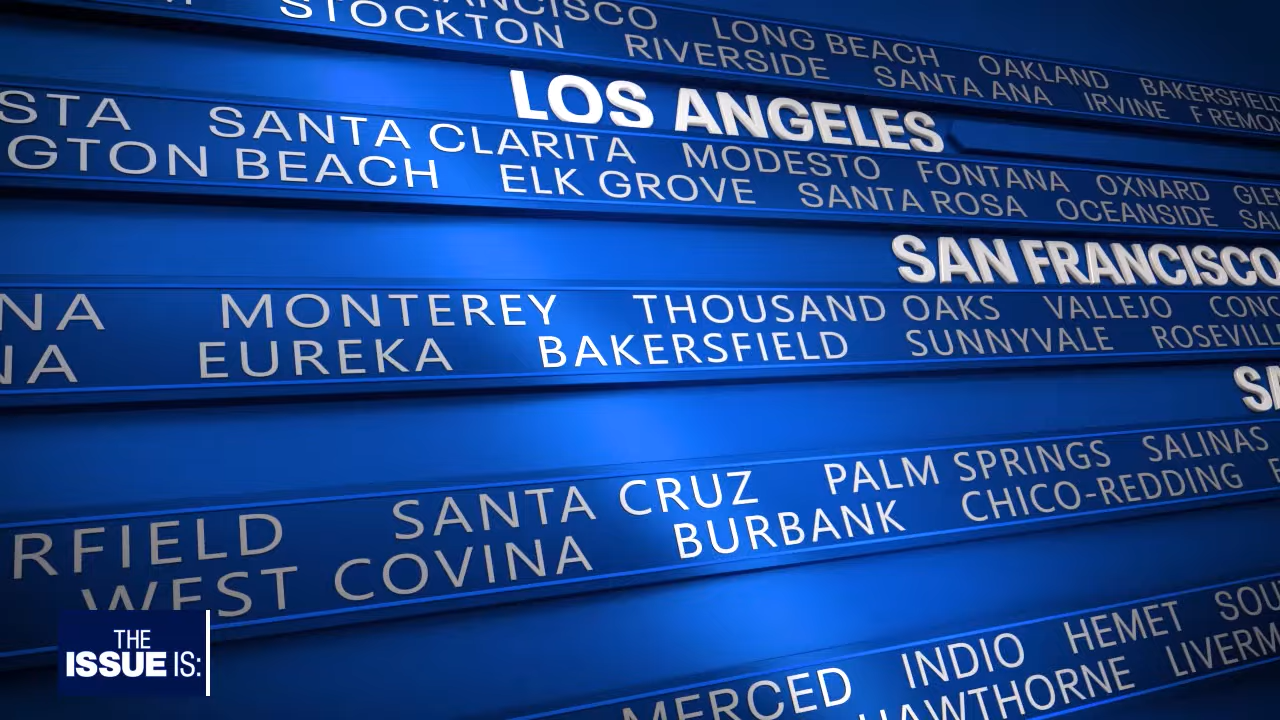 LONG BEACH OAKLAND BAKERSFIELD
STOCKTON RIVERSIDE SANTA ANA IRVINE
LOS ANGELES
SANTA CLARITA MODESTO FONTANA OXNARD
BEACH ELK GROVE SANTA ROSA OCEANSIDE
SAN FRANCISCO
MONTEREY THOUSAND OAKS VALLEJO
EUREKA BAKERSFIELD SUNNYVALE
SANTA CRUZ PALM SPRINGS SALINAS
WEST COVINA BURBANK CHICO-REDDING
MERCED INDIO HEMET
THE
ISSUE IS: